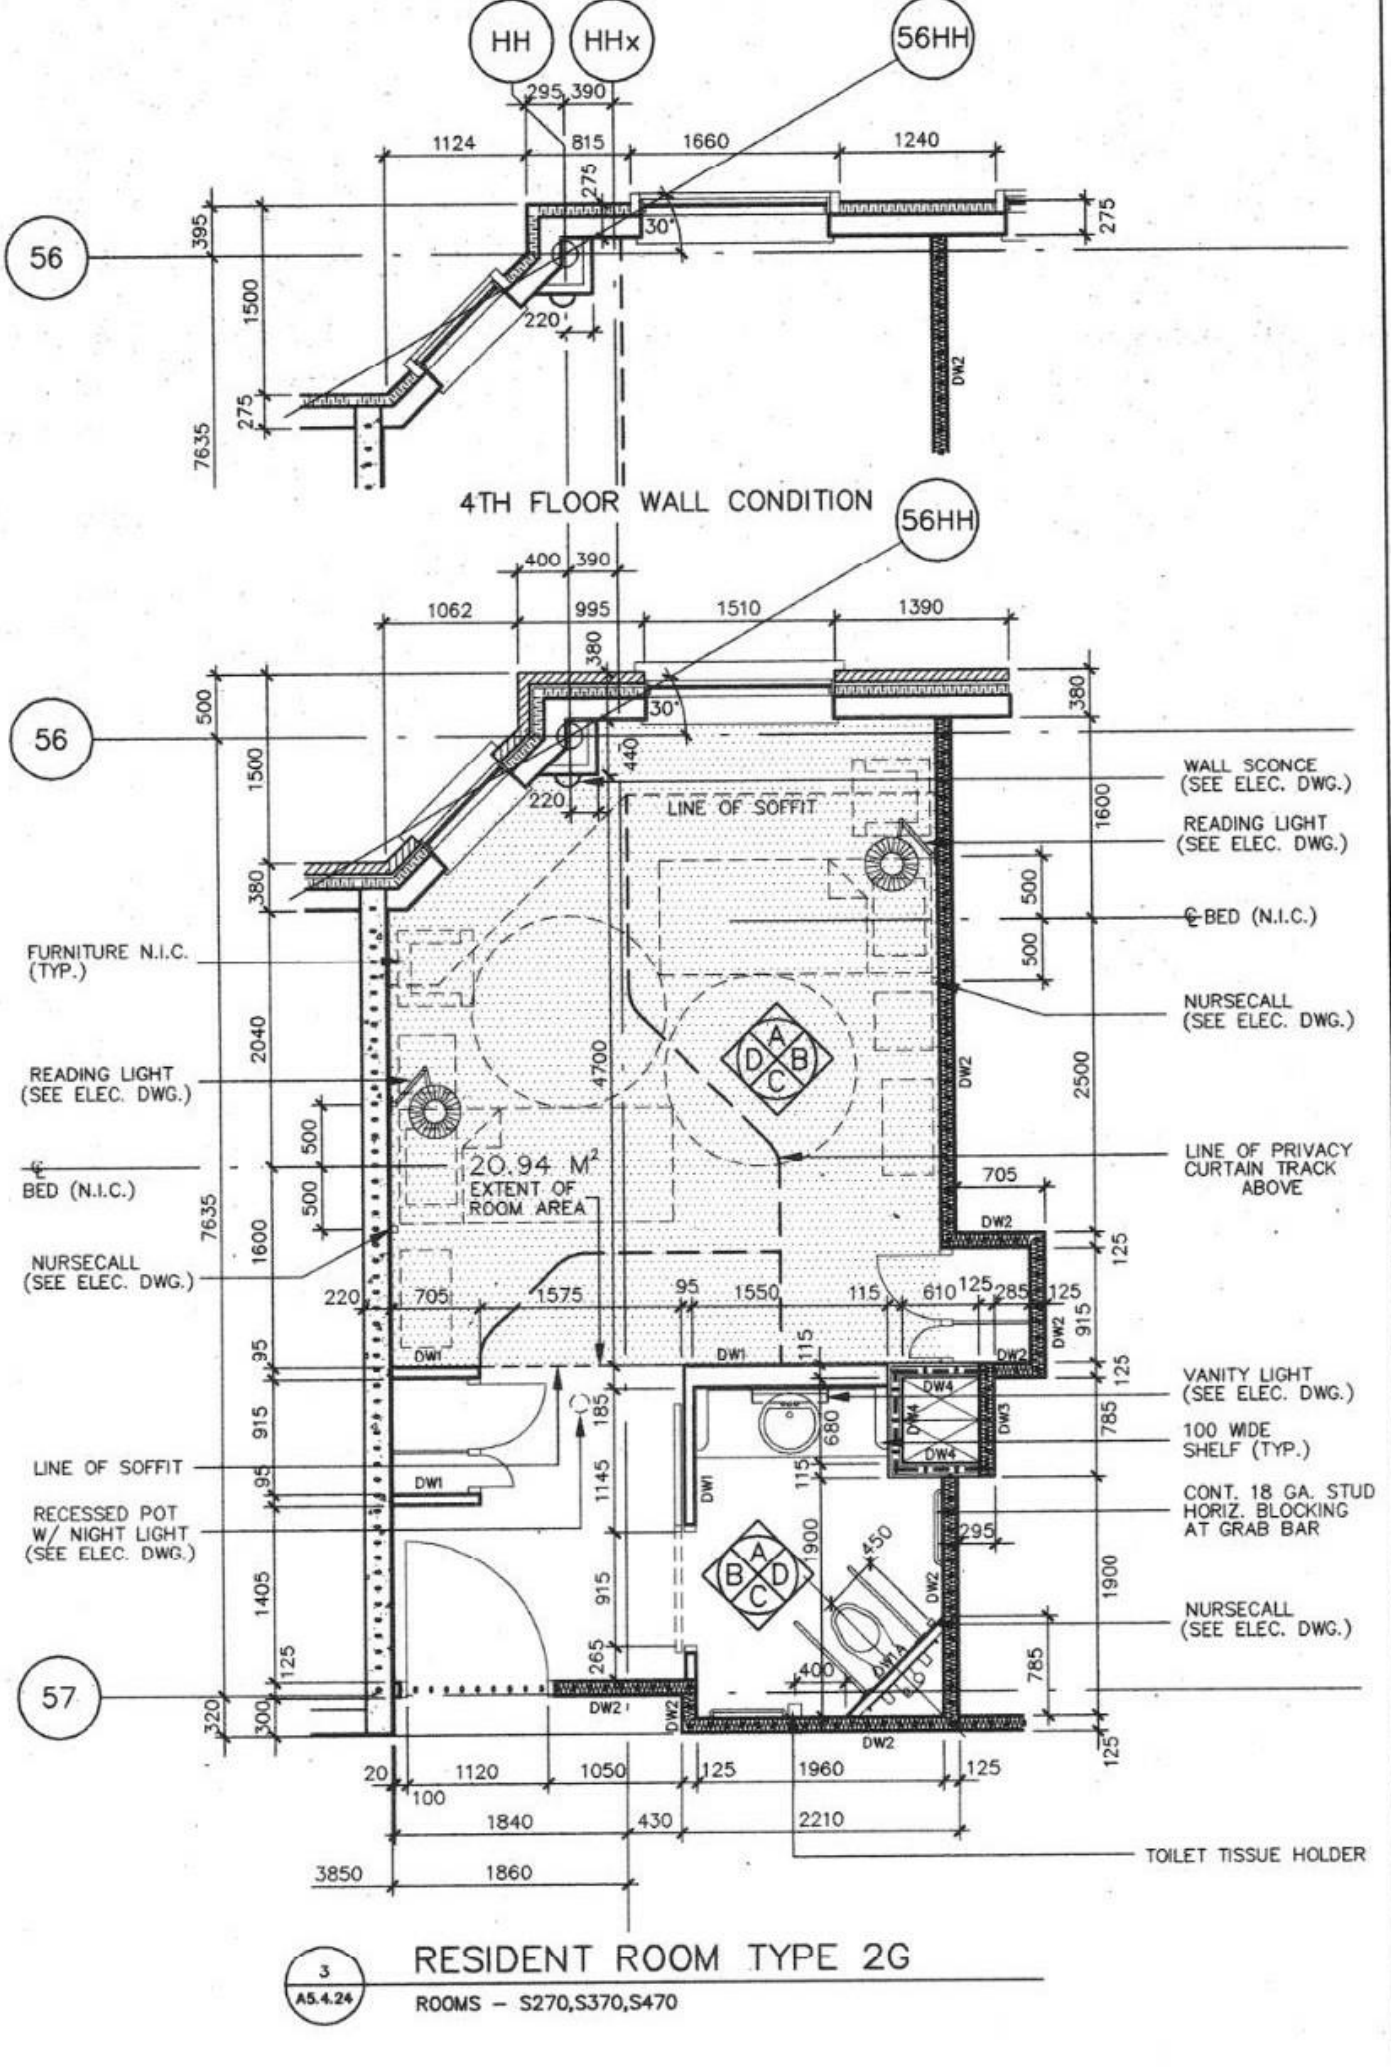 HH HHx 56HH
295 390
1124 815 1660 1240
275
395
30°
275
56
1500
220
275
7635
DW2
4TH FLOOR WALL CONDITION
56HH
400 390
1062 995 1510 1390
380
500
30°
380
56
1500
440
220
LINE OF SOFFIT
WALL SCONCE
(SEE ELEC. DWG.)
1600
READING LIGHT
(SEE ELEC. DWG.)
380
500
℄ BED (N.I.C.)
500
FURNITURE N.I.C.
(TYP.)
NURSECALL
(SEE ELEC. DWG.)
2040
A
D B
C
4700
DW2
2500
READING LIGHT
(SEE ELEC. DWG.)
500
℄
BED (N.I.C.)
500
20.94 M²
EXTENT OF
ROOM AREA
LINE OF PRIVACY
CURTAIN TRACK
ABOVE
705
7635
1600
DW2
125
NURSECALL
(SEE ELEC. DWG.)
220 705 1575 95 1550 115 610 125 285 125
915
DW2
95
DW1
DW1
115
DW2
125
VANITY LIGHT
(SEE ELEC. DWG.)
DW4
DW4
DW3
DW4
785
915
185
680
100 WIDE
SHELF (TYP.)
LINE OF SOFFIT
95
DW1
1145
DW1
115
CONT. 18 GA. STUD
HORIZ. BLOCKING
AT GRAB BAR
RECESSED POT
W/ NIGHT LIGHT
(SEE ELEC. DWG.)
295
1900
450
A
B D
C
DW2
1900
1405
915
NURSECALL
(SEE ELEC. DWG.)
785
125
265
400
DW1A
57
320
300
DW2
DW2
DW2
125
20 1120 1050 125 1960 125
100
1840 430 2210
TOILET TISSUE HOLDER
3850 1860
3
A5.4.24
RESIDENT ROOM TYPE 2G
ROOMS - S270,S370,S470